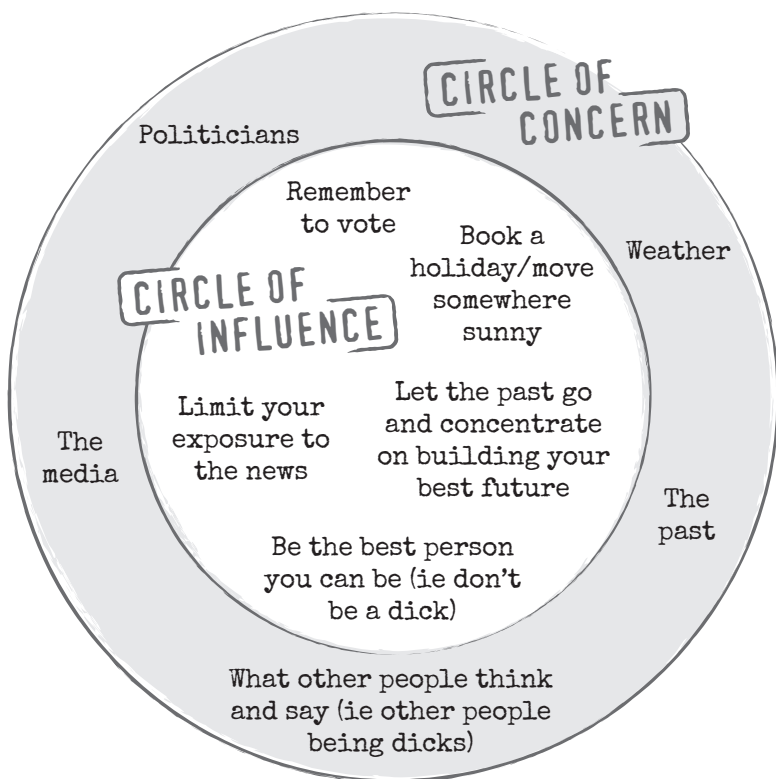 CIRCLE OF
CONCERN
Politicians
Remember
to vote
Book a
holiday/move
somewhere
sunny
Weather
CIRCLE OF
INFLUENCE
Limit your
exposure to
the news
Let the past go
and concentrate
on building your
best future
The
media
The
past
Be the best person
you can be (ie don't
be a dick)
What other people think
and say (ie other people
being dicks)